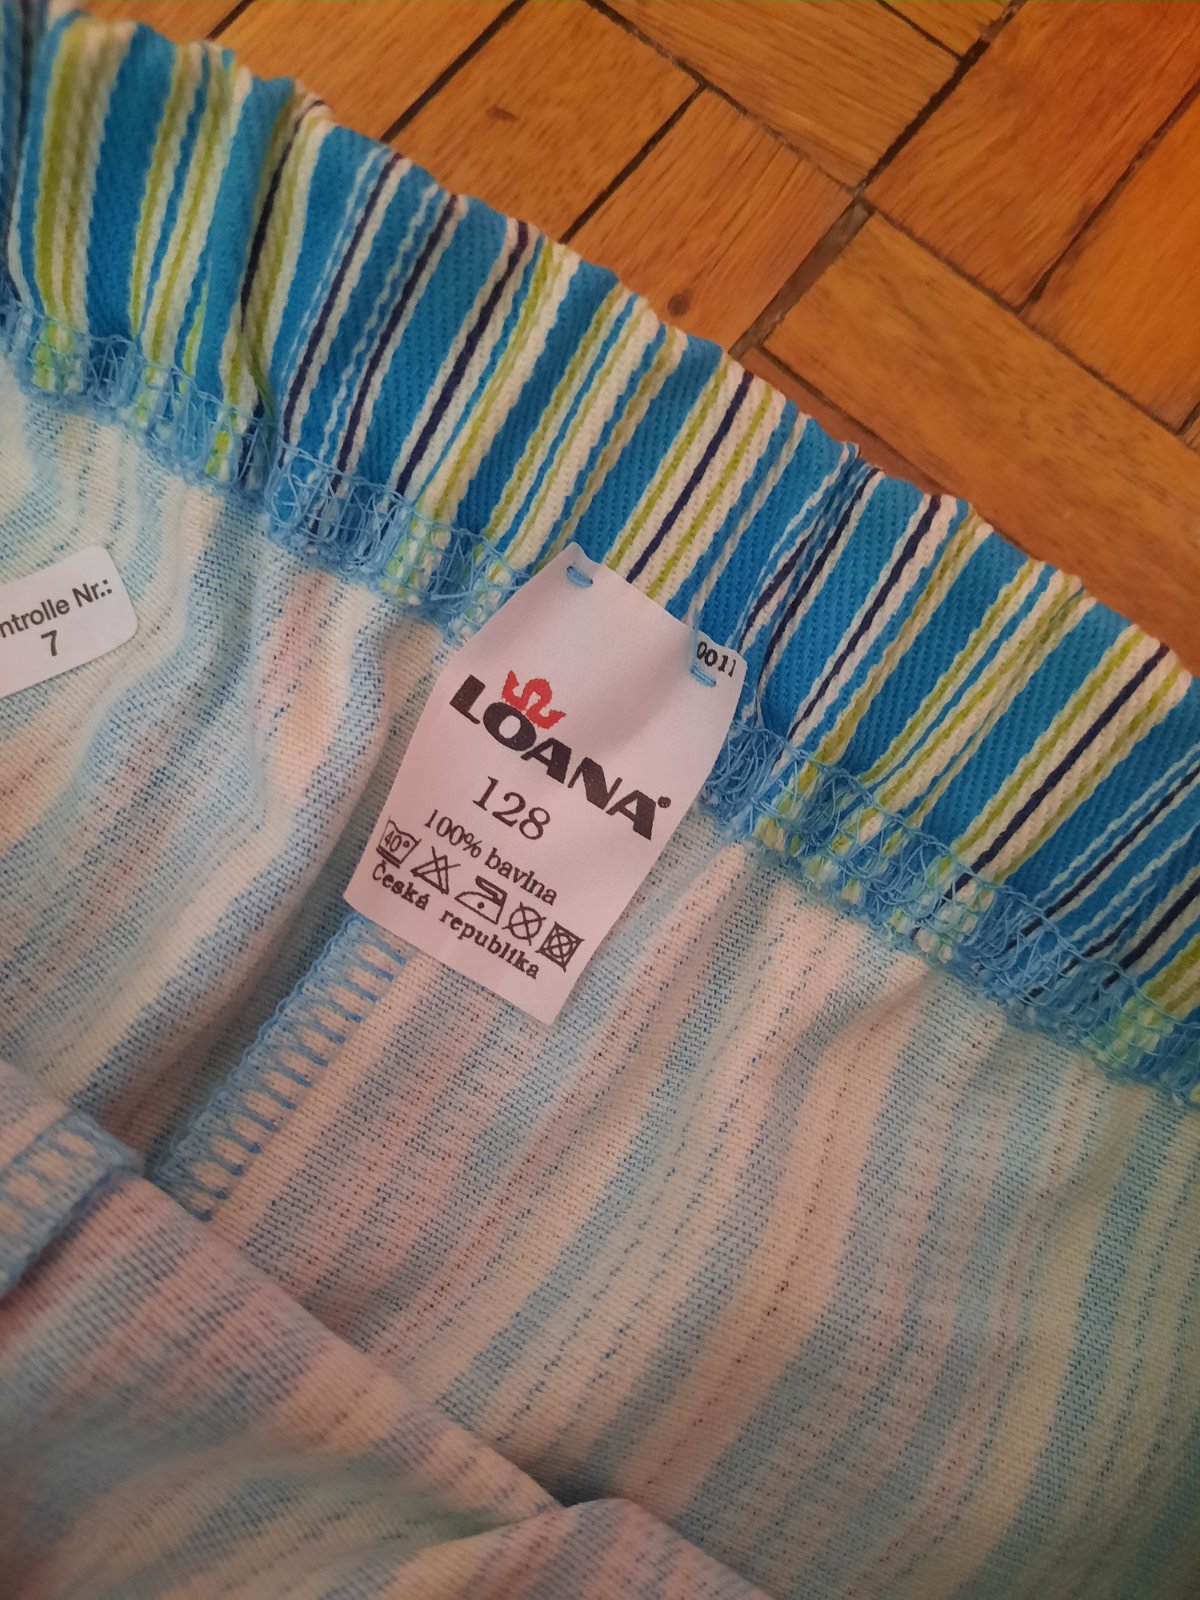 ntrolle Nr.:
7
0011
LOANA®
128
100% bavlna
40°
Česká republika